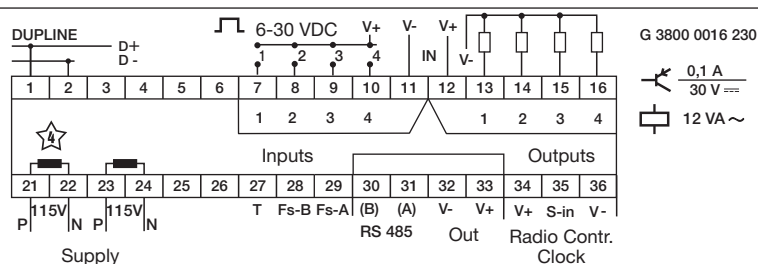 6-30 VDC V+ V- V+
DUPLINE D+ 1 2 3 4 IN V- G 3800 0016 230
D -
1 2 3 4 5 6 7 8 9 10 11 12 13 14 15 16
0,1 A
30 V
1 2 3 4 1 2 3 4
12 VA ~
4
Inputs Outputs
21 22 23 24 25 26 27 28 29 30 31 32 33 34 35 36
P 115V N P 115V N T Fs-B Fs-A (B) (A) V- V+ V+ S-in V-
RS 485 Out Radio Contr.
Supply Clock